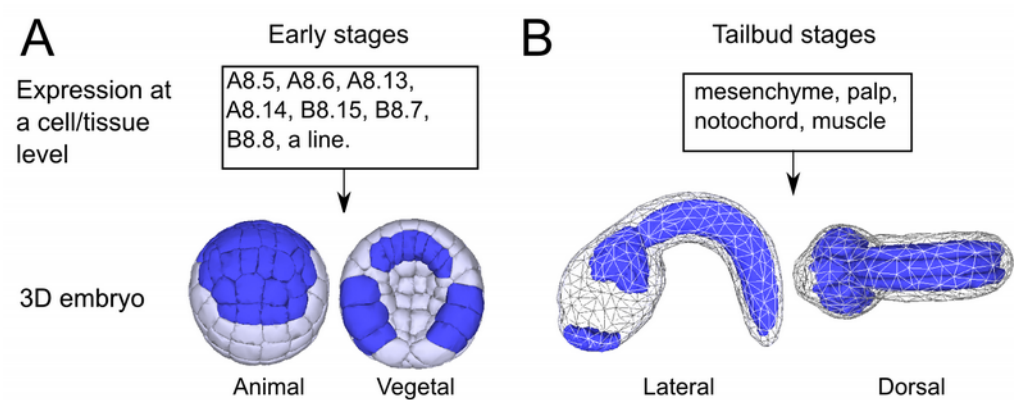 A
Early stages
B
Tailbud stages
Expression at
a cell/tissue
level
A8.5, A8.6, A8.13,
A8.14, B8.15, B8.7,
B8.8, a line.
mesenchyme, palp,
notochord, muscle
3D embryo
Animal
Vegetal
Lateral
Dorsal